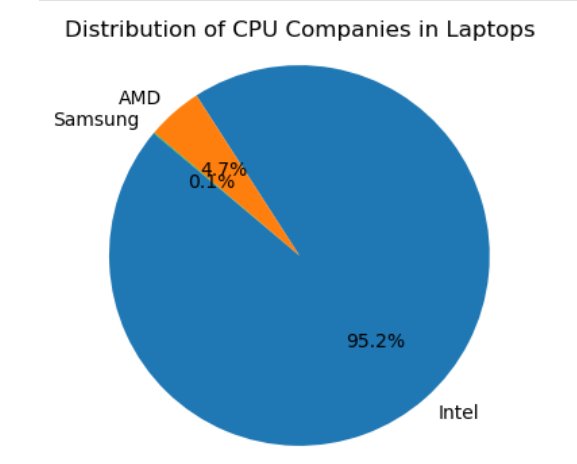 Distribution of CPU Companies in Laptops
AMD
Samsung
4.7%
0.1%
95.2%
Intel